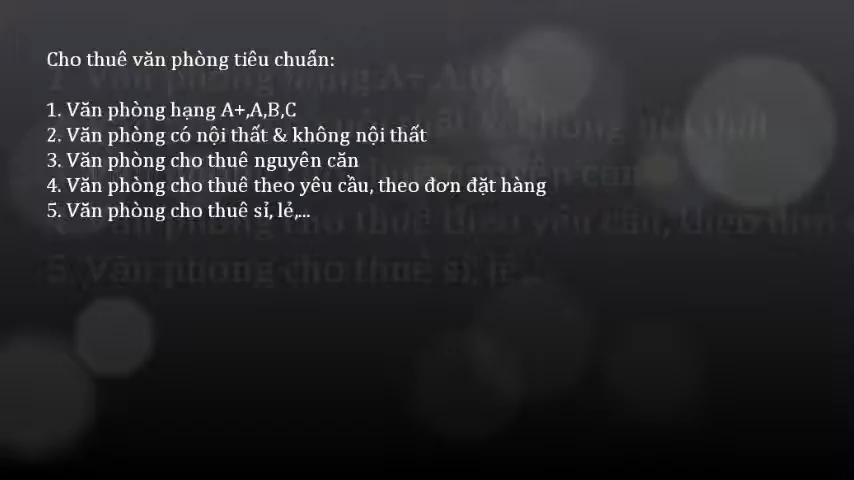 Cho thuê văn phòng tiêu chuẩn:
1. Văn phòng hạng A+,A,B,C
2. Văn phòng có nội thất & không nội thất
3. Văn phòng cho thuê nguyên căn
4. Văn phòng cho thuê theo yêu cầu, theo đơn đặt hàng
5. Văn phòng cho thuê sỉ, lẻ,...